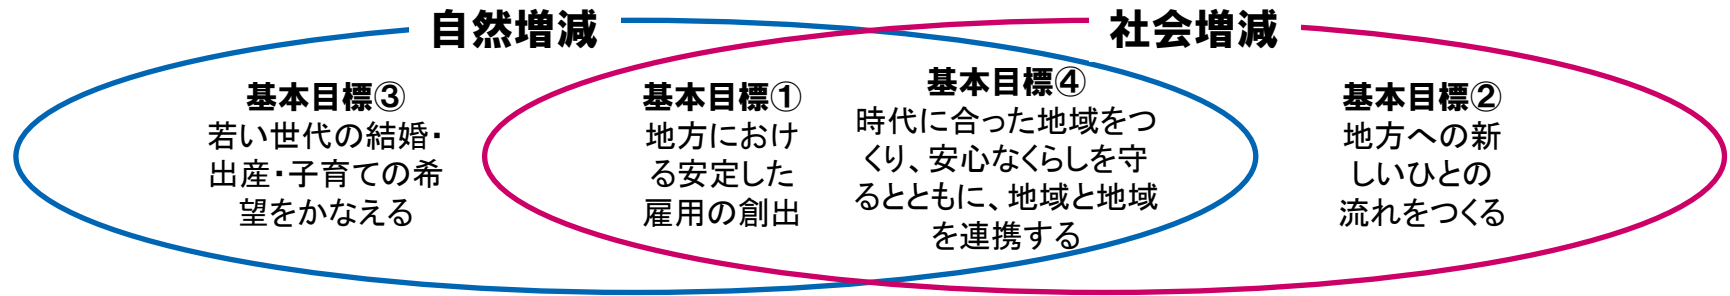 自然増減
社会増減
基本目標③
若い世代の結婚・
出産・子育ての希
望をかなえる
基本目標①
地方におけ
る安定した
雇用の創出
基本目標④
時代に合った地域をつ
くり、安心なくらしを守
るとともに、地域と地域
を連携する
基本目標②
地方への新
しいひとの
流れをつくる